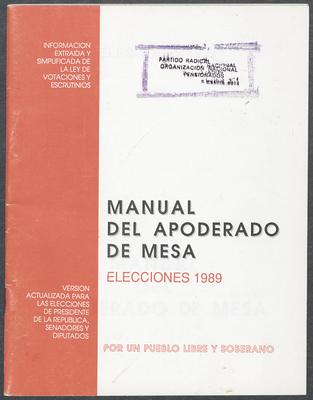 INFORMACION
EXTRAIDA Y
SIMPLIFICADA DE
LA LEY DE
VOTACIONES Y
ESCRUTINIOS
PARTIDO RADICAL
ORGANIZACION NACIONAL
PENSIONADOS
MANUAL
DEL APODERADO
DE MESA
ELECCIONES 1989
VERSION
ACTUALIZADA PARA
LAS ELECCIONES
DE PRESIDENTE
DE LA REPUBLICA,
SENADORES Y
DIPUTADOS
POR UN PUEBLO LIBRE Y SOBERANO